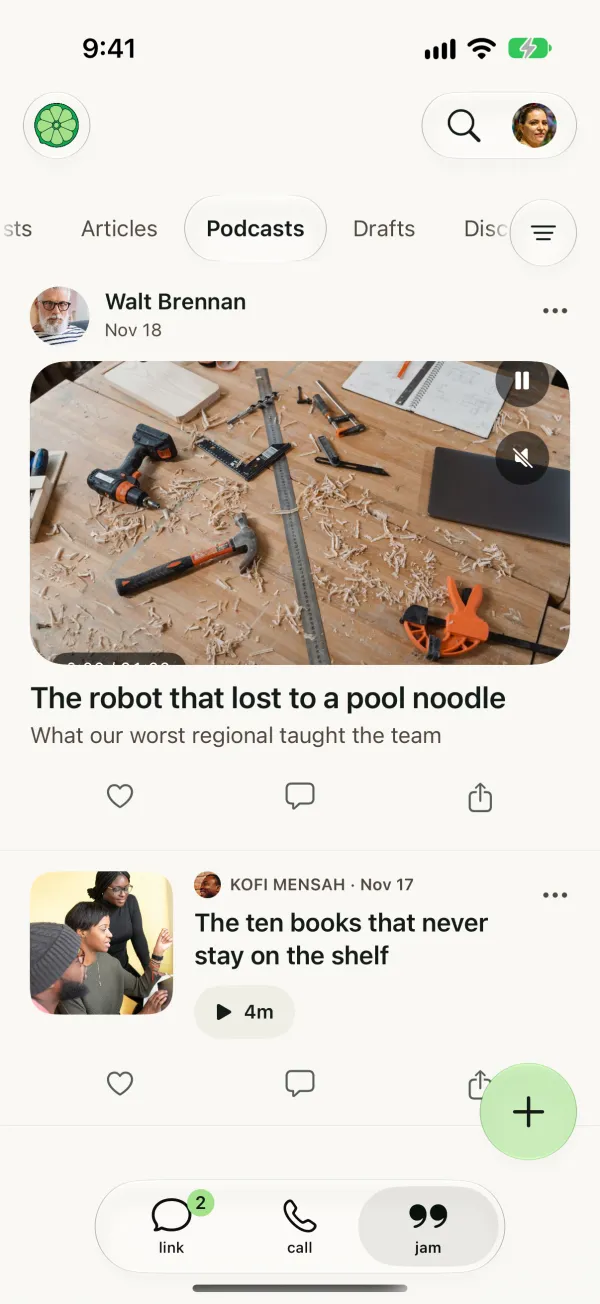 9:41
sts Articles Podcasts Drafts Disc
Walt Brennan
Nov 18
The robot that lost to a pool noodle
What our worst regional taught the team
KOFI MENSAH · Nov 17
The ten books that never
stay on the shelf
4m
2
link call jam